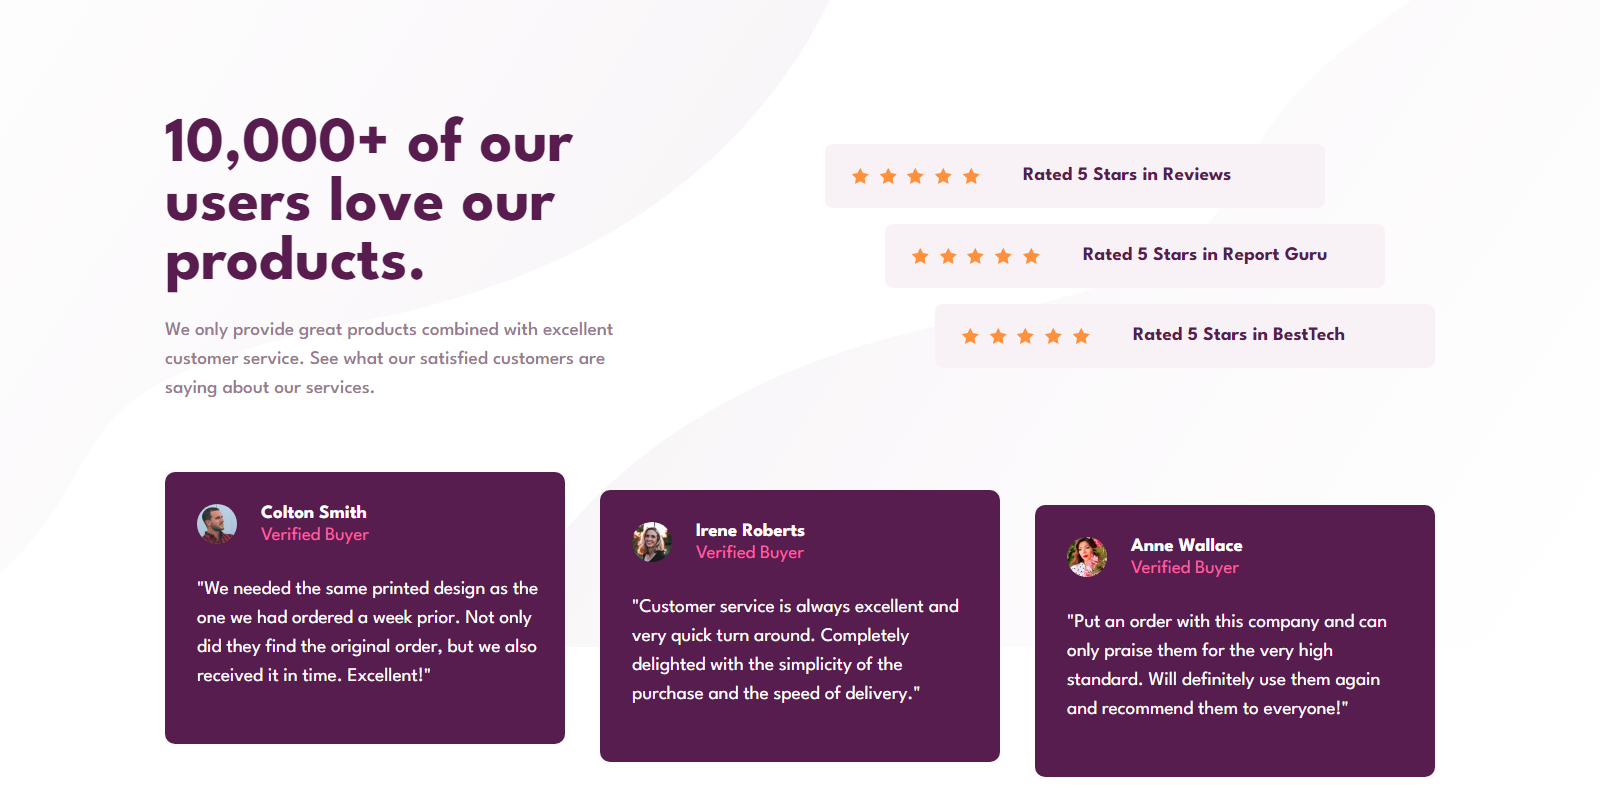 10,000+ of our
users love our
products.
We only provide great products combined with excellent
customer service. See what our satisfied customers are
saying about our services.
Rated 5 Stars in Reviews
Rated 5 Stars in Report Guru
Rated 5 Stars in BestTech
Colton Smith
Verified Buyer
"We needed the same printed design as the
one we had ordered a week prior. Not only
did they find the original order, but we also
received it in time. Excellent!"
Irene Roberts
Verified Buyer
"Customer service is always excellent and
very quick turn around. Completely
delighted with the simplicity of the
purchase and the speed of delivery."
Anne Wallace
Verified Buyer
"Put an order with this company and can
only praise them for the very high
standard. Will definitely use them again
and recommend them to everyone!"